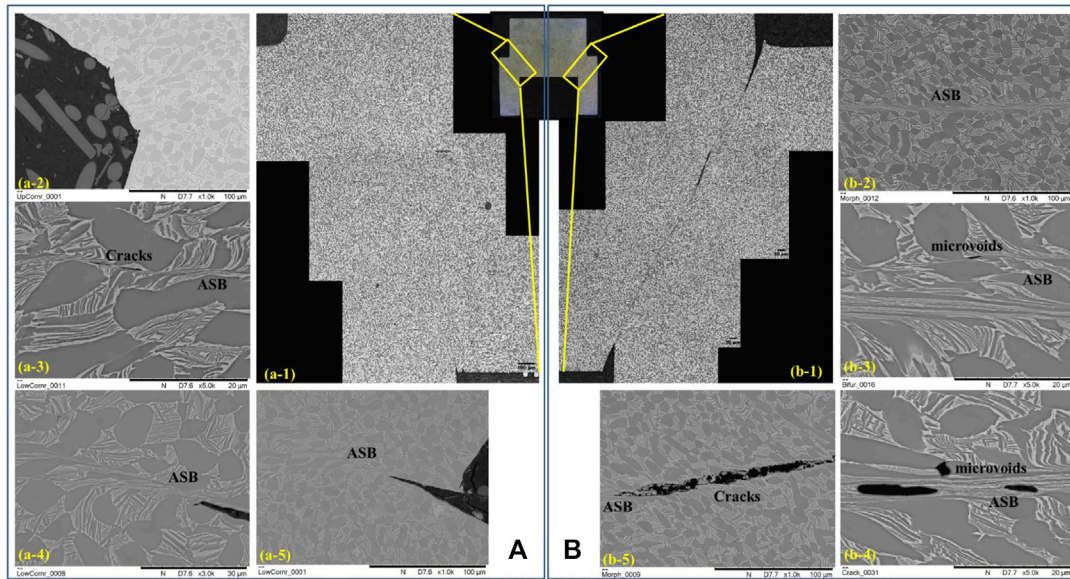 (a-2)
UpCornr_0001 N D7.7 x1.0k 100 µm
Cracks
ASB
(a-3)
LowCornr_0011 N D7.6 x5.0k 20 µm
ASB
(a-4)
LowCornr_0008 N D7.6 x3.0k 30 µm
(a-1)
ASB
(a-5)
LowCornr_0001 N D7.6 x1.0k 100 µm
A
(b-1)
B
ASB
Cracks
(b-5)
Morph_0009 N D7.7 x1.0k 100 µm
ASB
(b-2)
Morph_0012 N D7.6 x1.0k 100 µm
microvoids
ASB
(b-3)
Bifur_0016 N D7.7 x5.0k 20 µm
microvoids
ASB
(b-4)
Crack_0031 N D7.7 x5.0k 20 µm